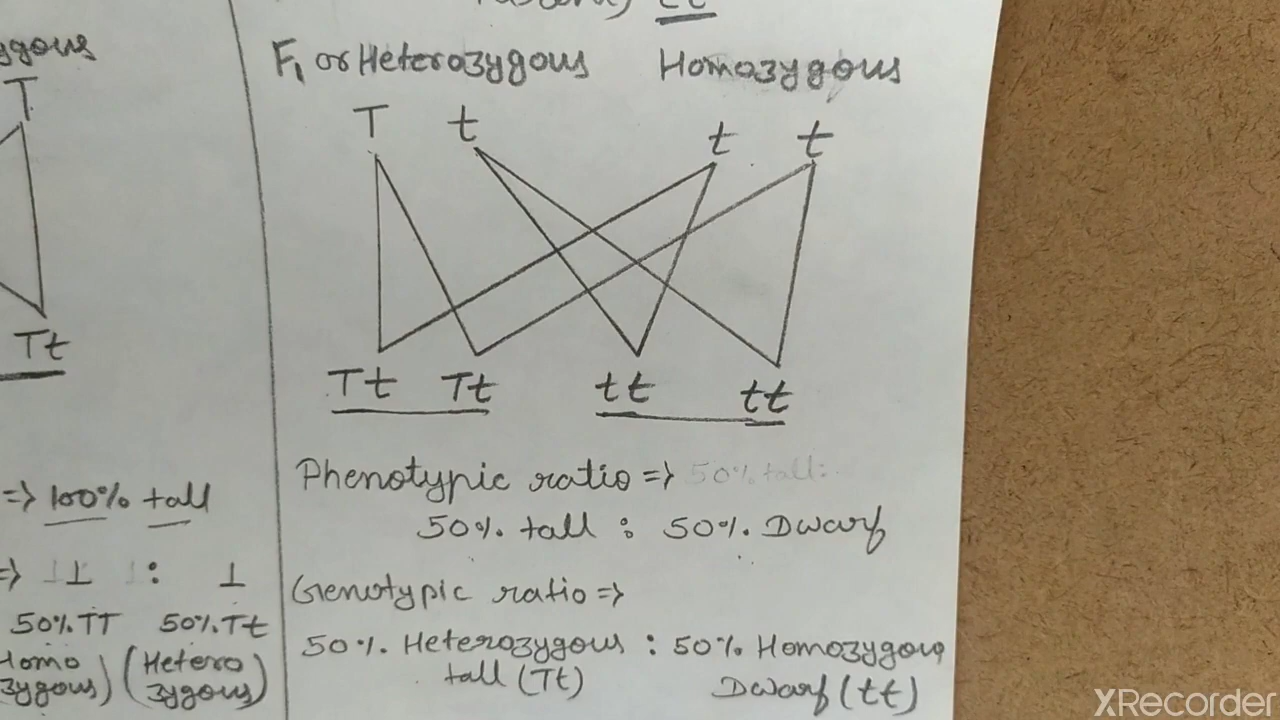 tt
F₁ or Heterozygous Homozygous
T t t t
Tt Tt tt tt
Phenotypic ratio => 50% tall:
50% tall : 50% Dwarf
Genotypic ratio =>
50% Heterozygous : 50% Homozygous
tall (Tt) Dwarf (tt)
T
Tt
=> 100% tall
=> 1 : 1
50% TT 50% Tt
Homo (Hetero
zygous) zygous)
XRecorder